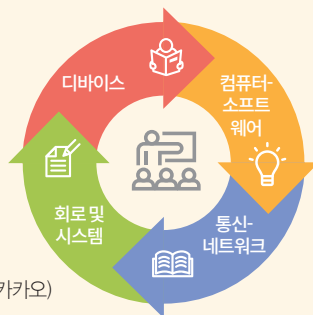 디바이스
컴퓨터-
소프트
웨어
통신-
네트워크
회로 및
시스템
카카오)